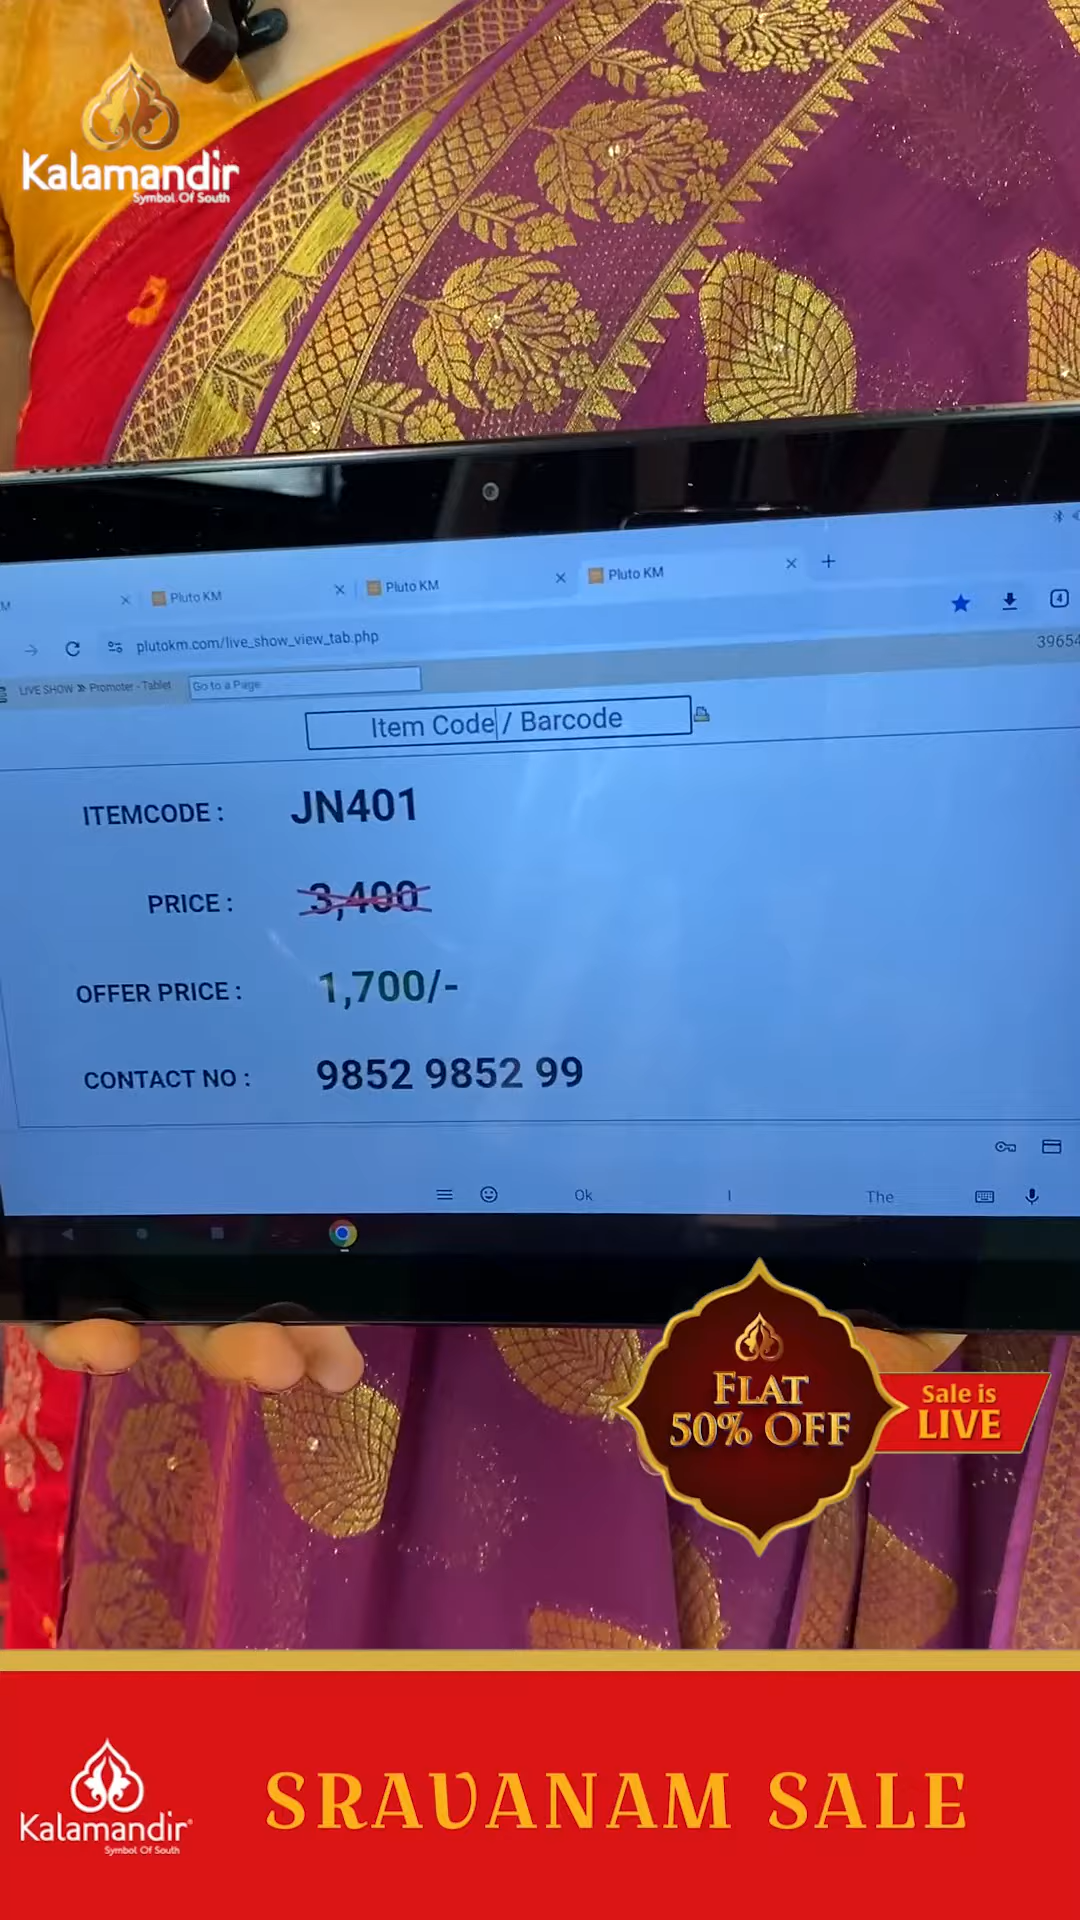 Kalamandir
Symbol Of South
M
Pluto KM
Pluto KM
Pluto KM
plutokm.com/live_show_view_tab.php
4
39654
LIVE SHOW >> Promoter - Tablet
Go to a Page
Item Code / Barcode
ITEMCODE : JN401
PRICE : 3,400
OFFER PRICE : 1,700/-
CONTACT NO : 9852 9852 99
Ok
I
The
FLAT
50% OFF
Sale is
LIVE
Kalamandir
Symbol Of South
SRAVANAM SALE